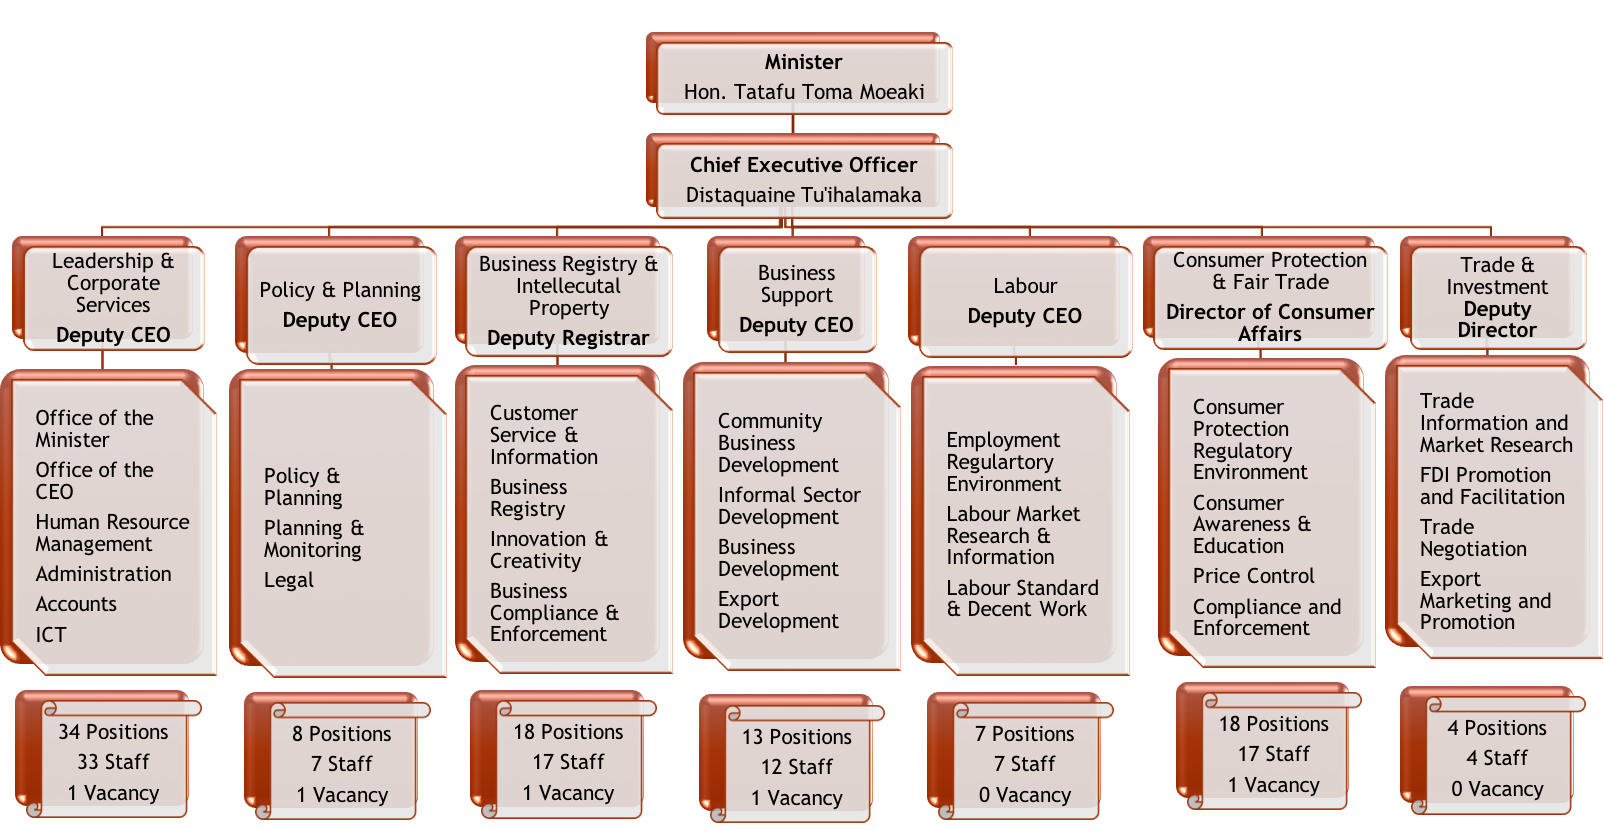 Minister
Hon. Tatafu Toma Moeaki
Chief Executive Officer
Distaquaine Tu'ihalamaka
Leadership &
Corporate
Services
Deputy CEO
Policy & Planning
Deputy CEO
Business Registry &
Intellecutal
Property
Deputy Registrar
Business
Support
Deputy CEO
Labour
Deputy CEO
Consumer Protection
& Fair Trade
Director of Consumer
Affairs
Trade &
Investment
Deputy
Director
Office of the
Minister
Office of the
CEO
Human Resource
Management
Administration
Accounts
ICT
Policy &
Planning
Planning &
Monitoring
Legal
Customer
Service &
Information
Business
Registry
Innovation &
Creativity
Business
Compliance &
Enforcement
Community
Business
Development
Informal Sector
Development
Business
Development
Export
Development
Employment
Regulartory
Environment
Labour Market
Research &
Information
Labour Standard
& Decent Work
Consumer
Protection
Regulatory
Environment
Consumer
Awareness &
Education
Price Control
Compliance and
Enforcement
Trade
Information and
Market Research
FDI Promotion
and Facilitation
Trade
Negotiation
Export
Marketing and
Promotion
34 Positions
33 Staff
1 Vacancy
8 Positions
7 Staff
1 Vacancy
18 Positions
17 Staff
1 Vacancy
13 Positions
12 Staff
1 Vacancy
7 Positions
7 Staff
0 Vacancy
18 Positions
17 Staff
1 Vacancy
4 Positions
4 Staff
0 Vacancy